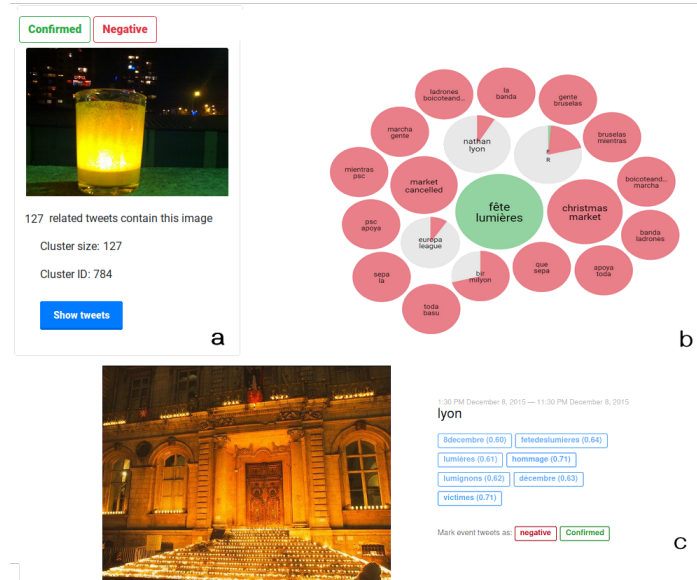 Confirmed Negative
127 related tweets contain this image
Cluster size: 127
Cluster ID: 784
Show tweets
a
ladrones
boicoteand...
la
banda
gente
bruselas
marcha
gente
nathan
lyon
F
R
bruselas
mientras
mientras
psc
market
cancelled
fête
lumières
christmas
market
boicoteand...
marcha
psc
apoya
europa
league
banda
ladrones
sepa
la
bir
milyon
que
sepa
apoya
toda
toda
basu
b
1:30 PM December 8, 2015 — 11:30 PM December 8, 2015
lyon
8decembre (0.60) fetedeslumieres (0.64)
lumières (0.61) hommage (0.71)
lumignons (0.62) décembre (0.63)
victimes (0.71)
Mark event tweets as: negative Confirmed
c